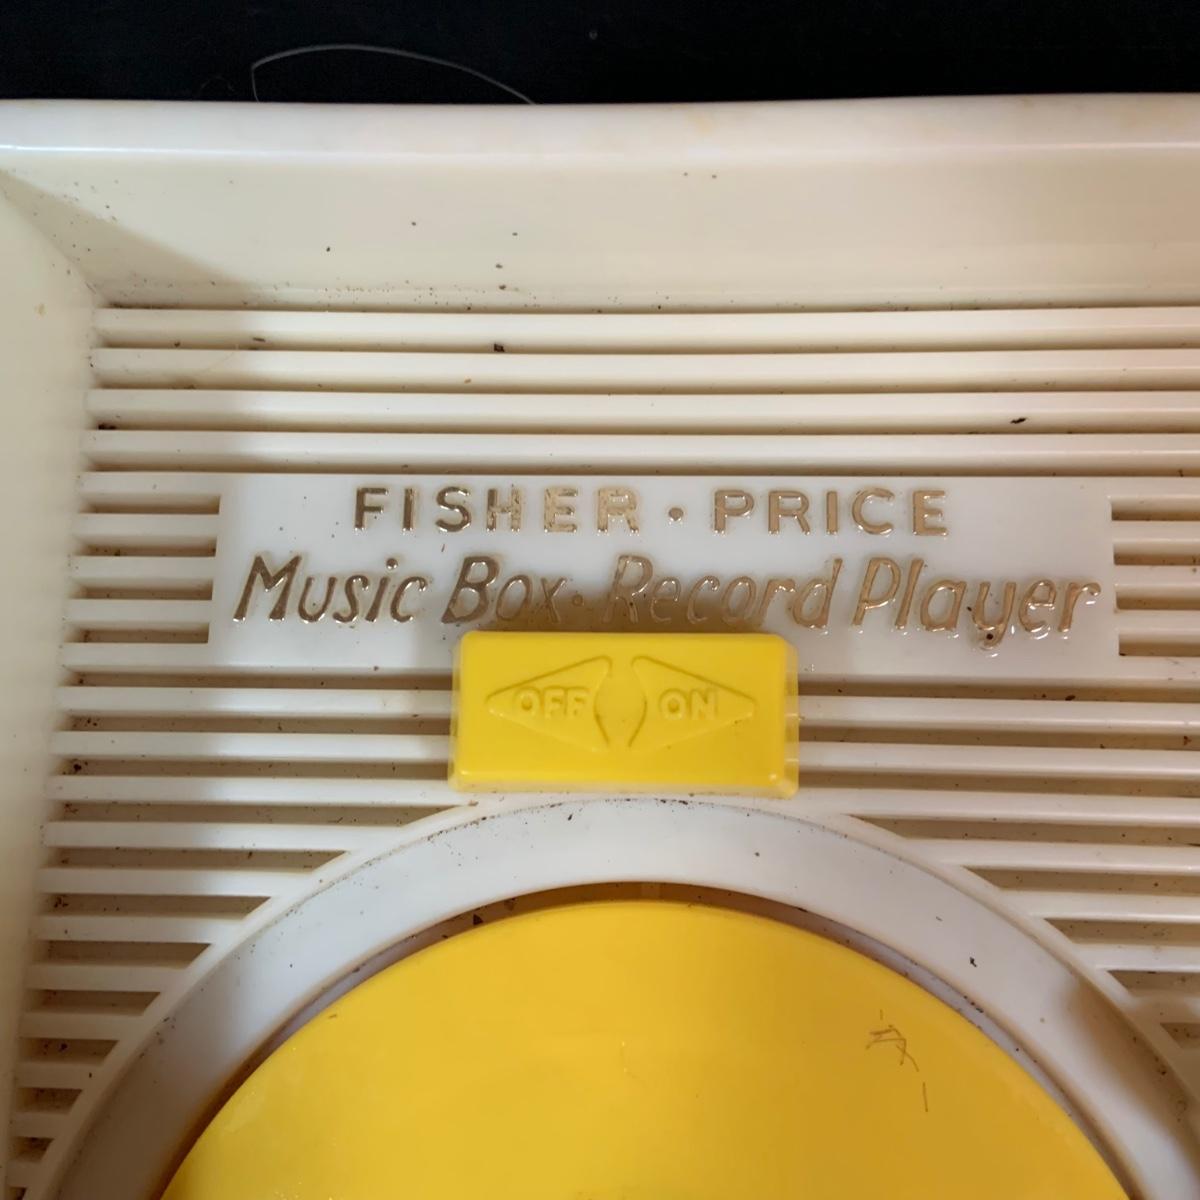 FISHER · PRICE
Music Box · Record Player
OFF ON